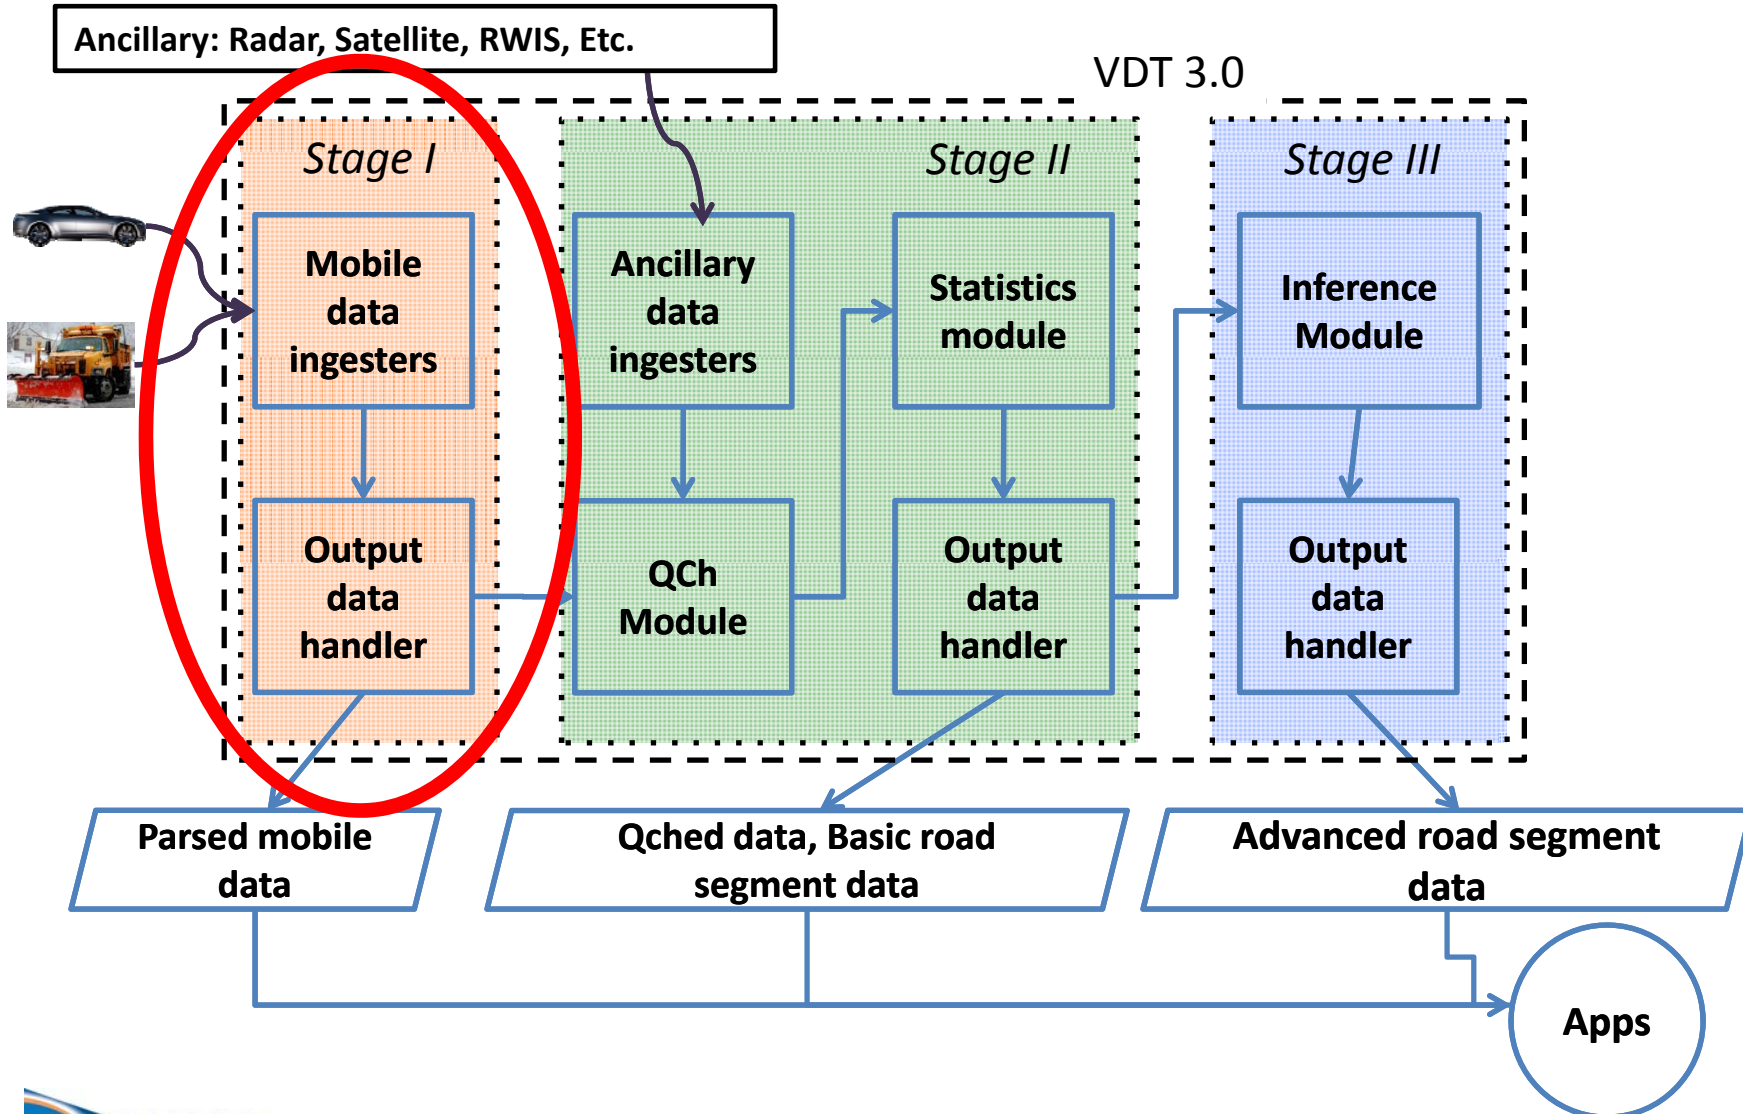 Ancillary: Radar, Satellite, RWIS, Etc.
VDT 3.0
Stage I
Stage II
Stage III
Mobile
data
ingesters
Ancillary
data
ingesters
Statistics
module
Inference
Module
Output
data
handler
QCh
Module
Output
data
handler
Output
data
handler
Parsed mobile
data
Qched data, Basic road
segment data
Advanced road segment
data
Apps